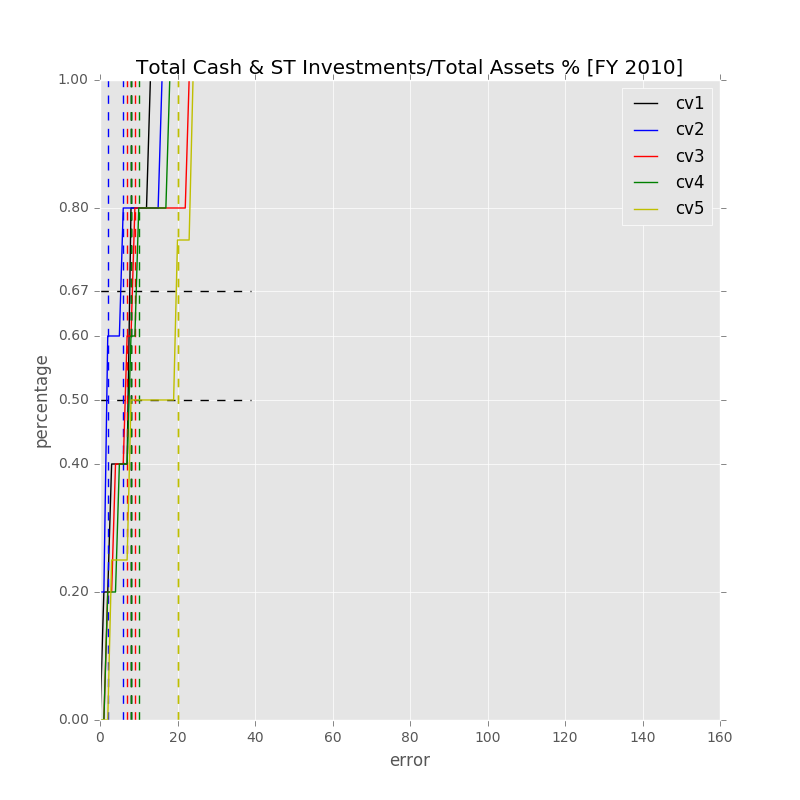 Total Cash & ST Investments/Total Assets % [FY 2010]
1.00
0.80
0.67
0.60
0.50
0.40
0.20
0.00
percentage
cv1
cv2
cv3
cv4
cv5
0 20 40 60 80 100 120 140 160
error